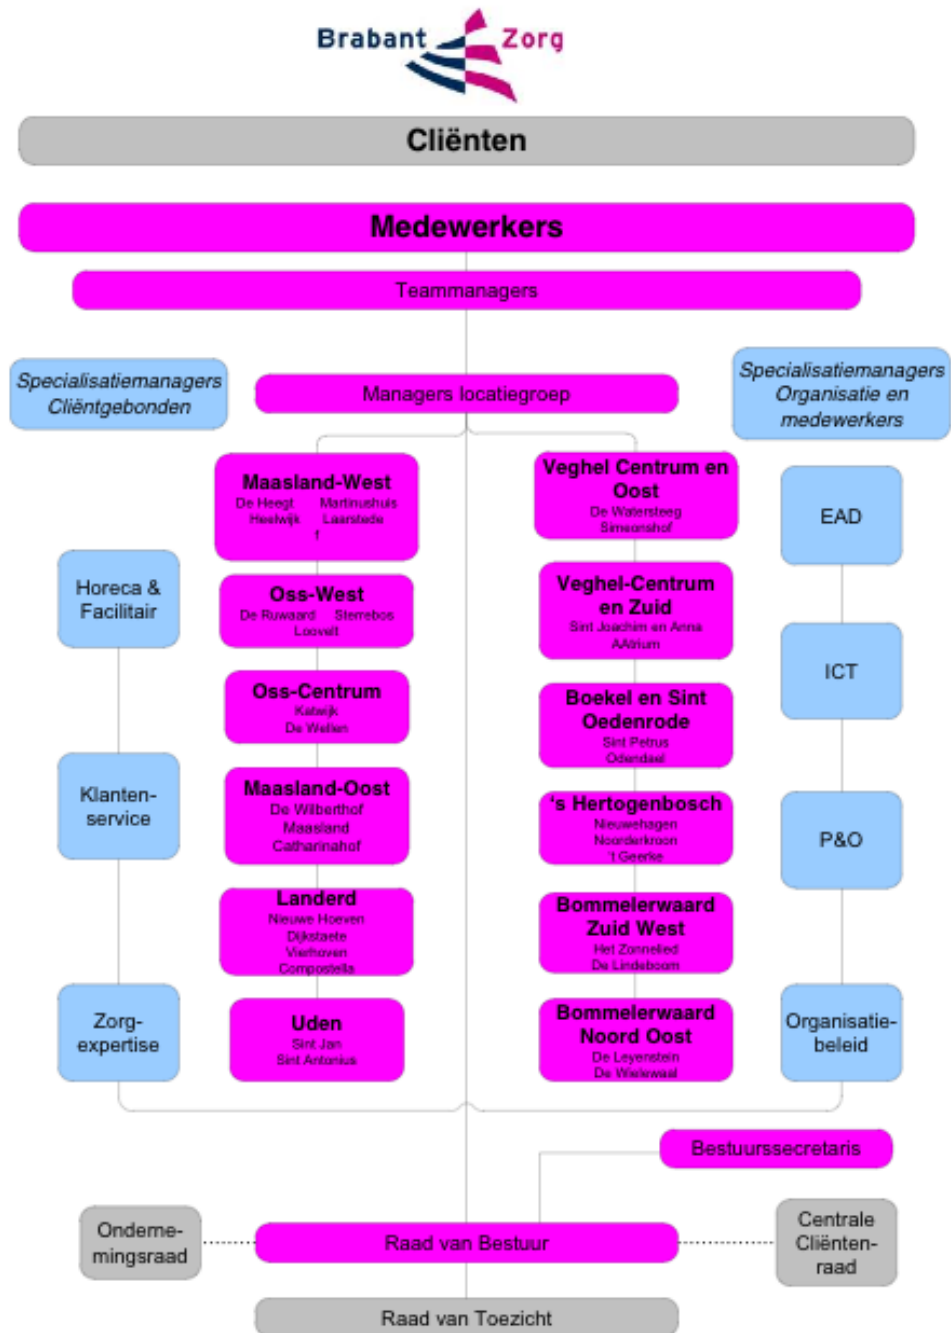 Brabant Zorg
Cliënten
Medewerkers
Teammanagers
Specialisatiemanagers
Cliëntgebonden
Managers locatiegroep
Specialisatiemanagers
Organisatie en
medewerkers
Maasland-West
De Heegt Martinushuis
Heelwijk Laarstede
f
Oss-West
De Ruwaard Sterrebos
Loovelt
Oss-Centrum
Katwijk
De Wellen
Maasland-Oost
De Wilberthof
Maasland
Catharinahof
Landerd
Nieuwe Hoeven
Dijkstaete
Vierhoven
Compostella
Uden
Sint Jan
Sint Antonius
Veghel Centrum en
Oost
De Watersteeg
Simeonshof
Veghel-Centrum
en Zuid
Sint Joachim en Anna
AAtrium
Boekel en Sint
Oedenrode
Sint Petrus
Odendael
‘s Hertogenbosch
Nieuwehagen
Noorderkroon
‘t Geerke
Bommelerwaard
Zuid West
Het Zonnelied
De Lindeboom
Bommelerwaard
Noord Oost
De Leyenstein
De Wielewaal
Horeca &
Facilitair
Klanten-
service
Zorg-
expertise
EAD
ICT
P&O
Organisatie-
beleid
Bestuurssecretaris
Onderne-
mingsraad
Raad van Bestuur
Centrale
Cliënten-
raad
Raad van Toezicht